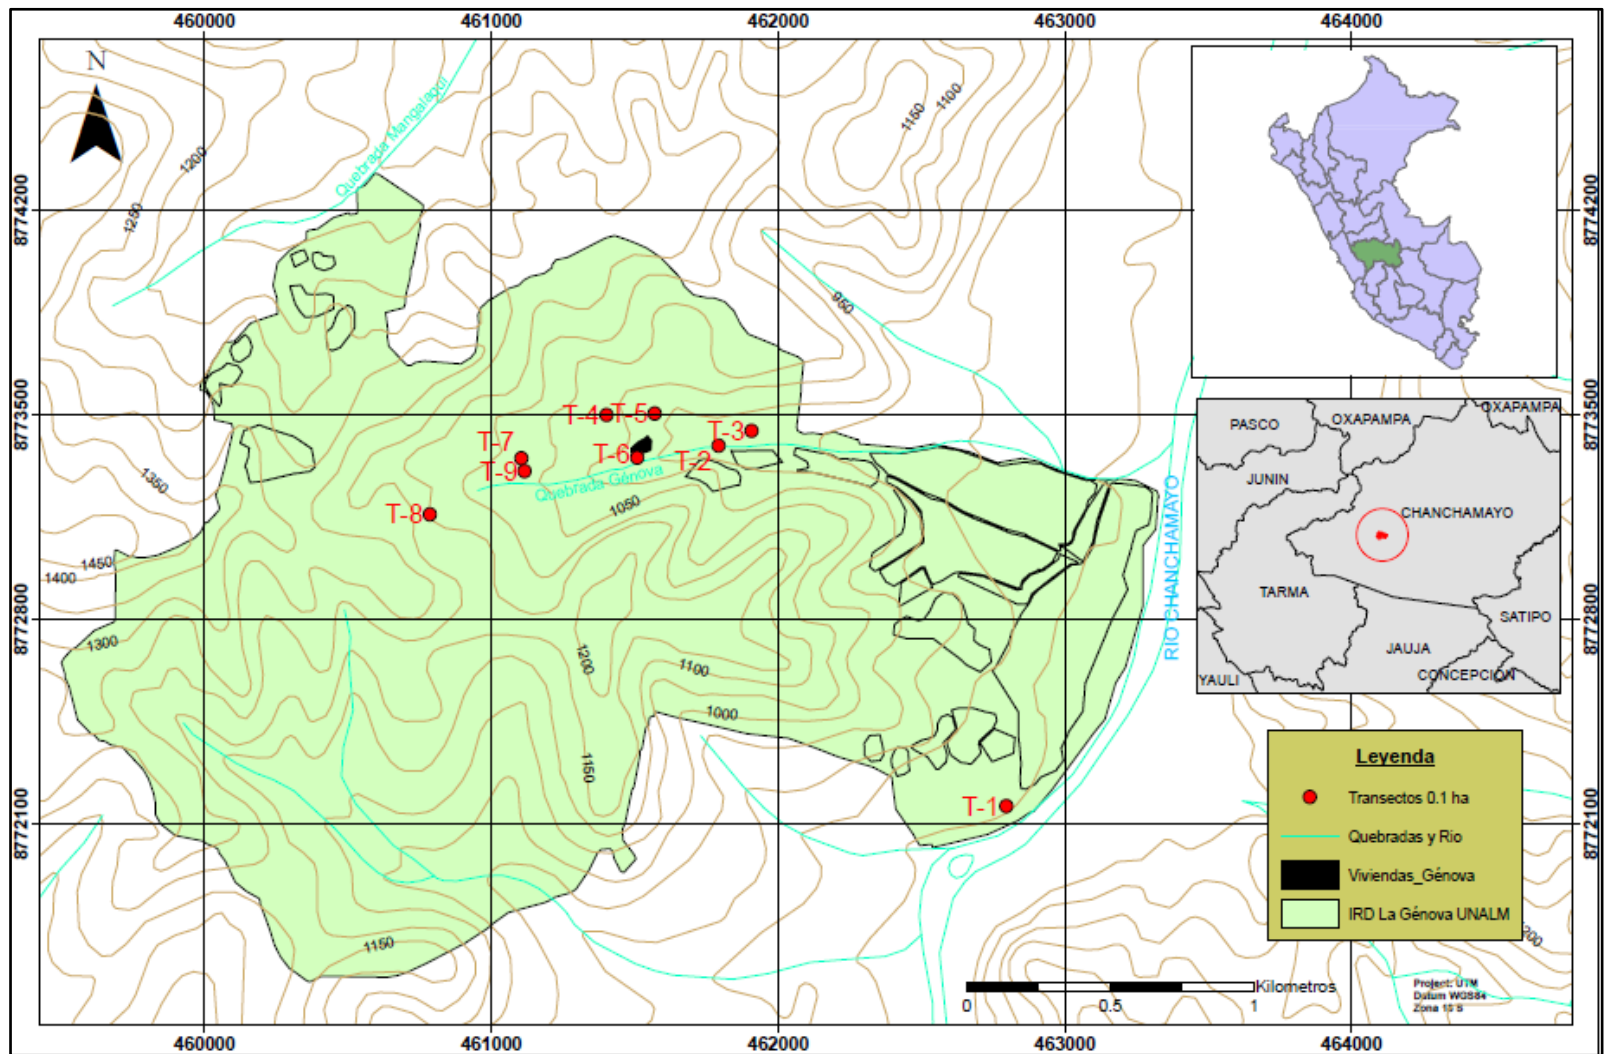 460000
461000
462000
463000
464000
N
Quebrada Mangalagui
1200
1250
1150
1100
8774200
8774200
950
8773500
8773500
T-4
T-5
T-3
T-7
T-6
T-2
T-9
Quebrada Génova
T-8
1050
1350
1450
1400
RIO CHANCHAMAYO
PASCO
OXAPAMPA
OXAPAMPA
JUNIN
CHANCHAMAYO
TARMA
SATIPO
JAUJA
YAULI
CONCEPCIÓN
8772800
8772800
1300
1200
1100
1000
1150
T-1
8772100
8772100
1150
Leyenda
Transectos 0.1 ha
Quebradas y Rio
Viviendas_Génova
IRD La Génova UNALM
Kilometros
0
0.5
1
Project: UTM
Datum WGS84
460000
461000
462000
463000
464000